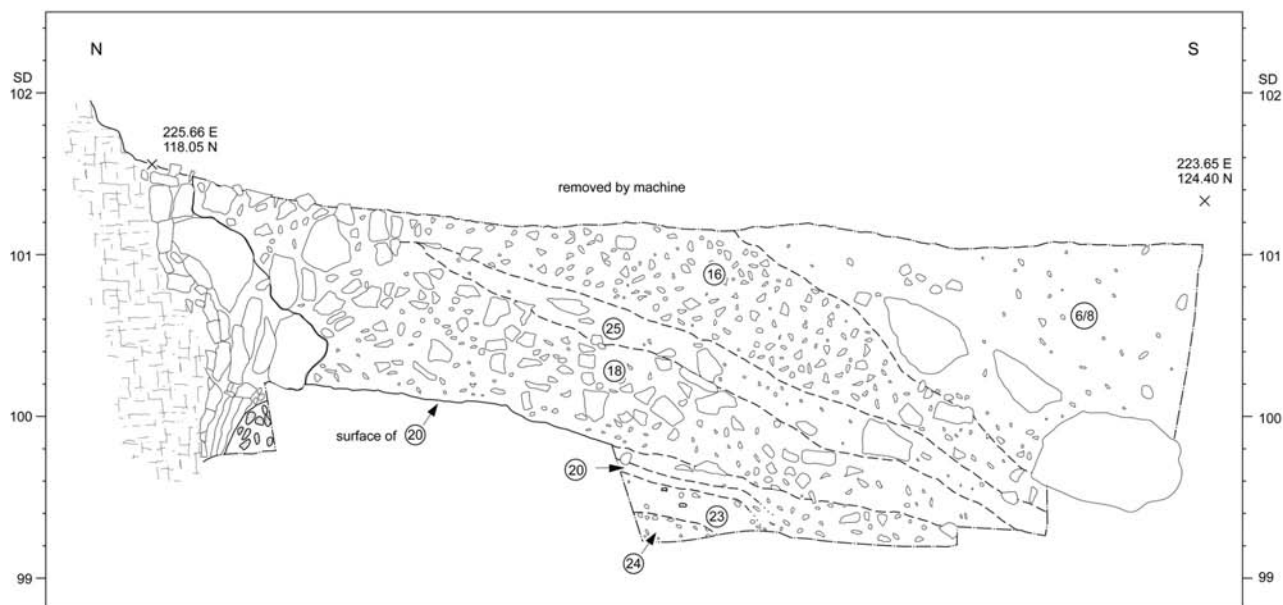 N
S
SD
102
SD
102
225.66 E
118.05 N
223.65 E
124.40 N
removed by machine
101
101
16
6/8
25
18
100
100
surface of 20
20
23
24
99
99